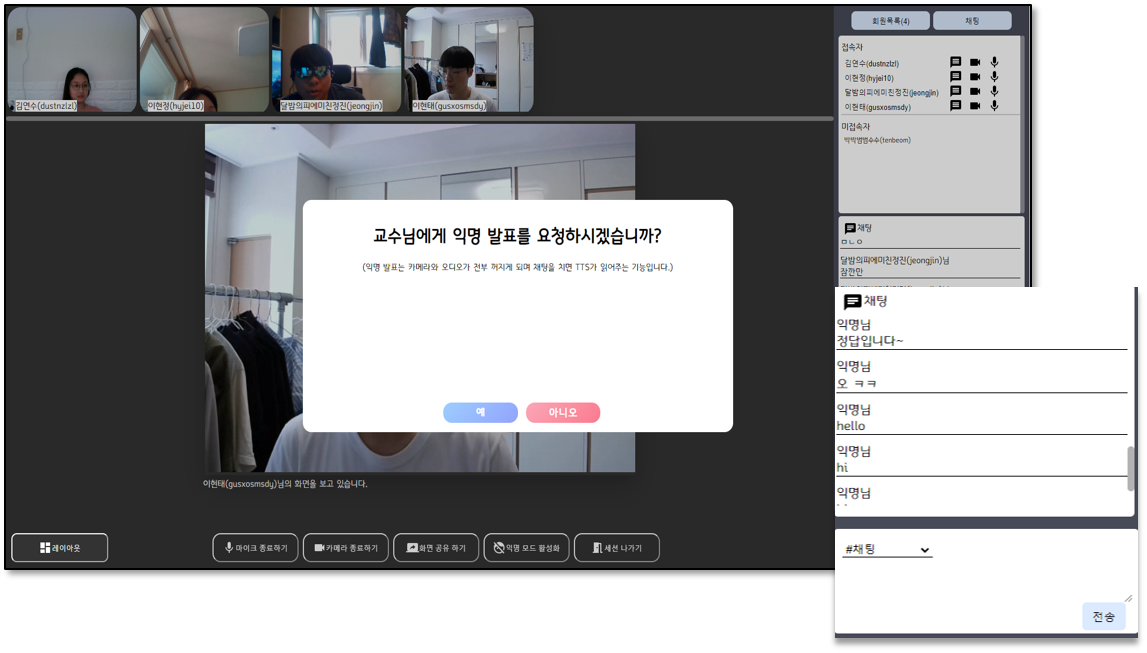 김연수(dustnzlzl)
이현정(hyjei10)
달밤의피에미친정진(jeongjin)
이현태(gusxosmsdy)
회원목록(4)
채팅
접속자
김연수(dustnzlzl)
이현정(hyjei10)
달밤의피에미친정진(jeongjin)
이현태(gusxosmsdy)
미접속자
(tenbeom)
교수님에게 익명 발표를 요청하시겠습니까?
(익명 발표는 카메라와 오디오가 전부 꺼지게 되며 채팅을 치면 TTS가 읽어주는 기능입니다.)
예
아니오
이현태(gusxosmsdy)님의 화면을 보고 있습니다.
레이아웃
마이크 종료하기
카메라 종료하기
화면 공유 하기
익명 모드 활성화
세션 나가기
채팅
ㅁㄴㅇ
달밤의피에미친정진(jeongjin)님
잠깐만
채팅
익명님
정답입니다~
익명님
오 ㅋㅋ
익명님
hello
익명님
hi
익명님
#채팅
전송